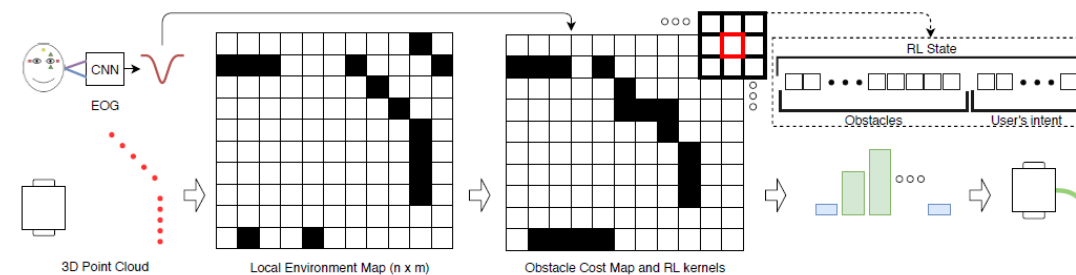 CNN
EOG
RL State
Obstacles
User's intent
3D Point Cloud
Local Environment Map (n x m)
Obstacle Cost Map and RL kernels